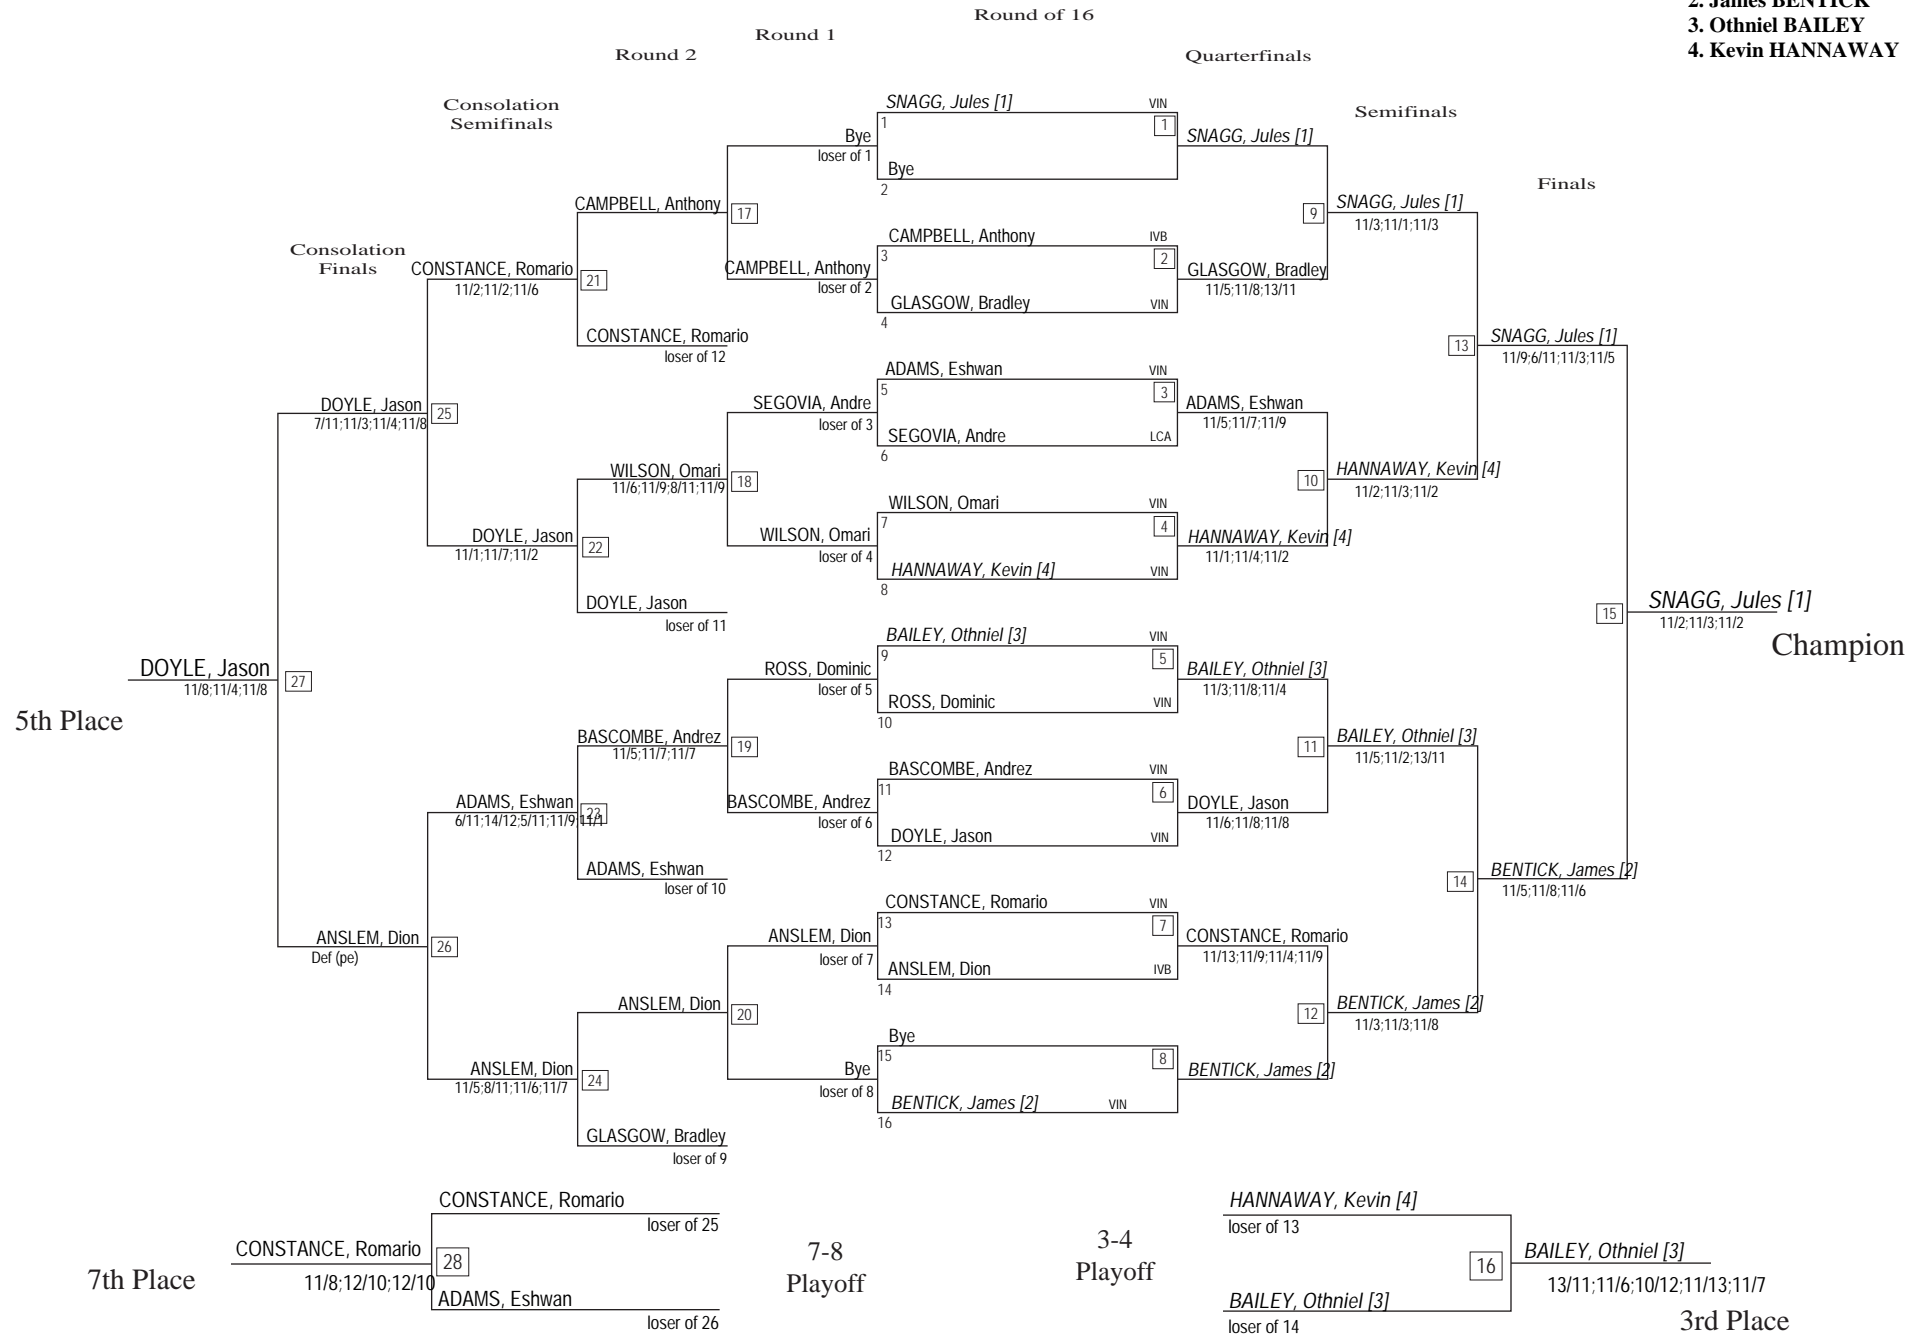 Round of 16
2. James BENTICK
3. Othniel BAILEY
4. Kevin HANNAWAY
Round 1
Round 2
Quarterfinals
Consolation
Semifinals
Semifinals
Finals
Consolation
Finals
SNAGG, Jules [1] VIN
1
1
Bye
loser of 1
Bye
2
SNAGG, Jules [1]
CAMPBELL, Anthony
17
9
SNAGG, Jules [1]
11/3;11/1;11/3
CAMPBELL, Anthony IVB
3
2
CAMPBELL, Anthony
loser of 2
GLASGOW, Bradley VIN
4
GLASGOW, Bradley
11/5;11/8;13/11
CONSTANCE, Romario
11/2;11/2;11/6
21
CONSTANCE, Romario
loser of 12
13
SNAGG, Jules [1]
11/9;6/11;11/3;11/5
ADAMS, Eshwan VIN
5
3
SEGOVIA, Andre
loser of 3
SEGOVIA, Andre LCA
6
ADAMS, Eshwan
11/5;11/7;11/9
DOYLE, Jason
7/11;11/3;11/4;11/8
25
WILSON, Omari
11/6;11/9;8/11;11/9
18
10
HANNAWAY, Kevin [4]
11/2;11/3;11/2
WILSON, Omari VIN
7
4
WILSON, Omari
loser of 4
HANNAWAY, Kevin [4] VIN
8
HANNAWAY, Kevin [4]
11/1;11/4;11/2
DOYLE, Jason
11/1;11/7;11/2
22
DOYLE, Jason
loser of 11
15
SNAGG, Jules [1]
11/2;11/3;11/2
Champion
BAILEY, Othniel [3] VIN
9
5
ROSS, Dominic
loser of 5
ROSS, Dominic VIN
10
BAILEY, Othniel [3]
11/3;11/8;11/4
DOYLE, Jason
11/8;11/4;11/8
27
5th Place
BASCOMBE, Andrez
11/5;11/7;11/7
19
11
BAILEY, Othniel [3]
11/5;11/2;13/11
BASCOMBE, Andrez VIN
11
6
BASCOMBE, Andrez
loser of 6
DOYLE, Jason VIN
12
DOYLE, Jason
11/6;11/8;11/8
ADAMS, Eshwan
6/11;14/12;5/11;11/9;11/1
23
ADAMS, Eshwan
loser of 10
14
BENTICK, James [2]
11/5;11/8;11/6
CONSTANCE, Romario VIN
13
7
ANSLEM, Dion
loser of 7
ANSLEM, Dion IVB
14
CONSTANCE, Romario
11/13;11/9;11/4;11/9
ANSLEM, Dion
Def (pe)
26
ANSLEM, Dion
20
12
BENTICK, James [2]
11/3;11/3;11/8
Bye
15
8
Bye
loser of 8
BENTICK, James [2] VIN
16
BENTICK, James [2]
ANSLEM, Dion
11/5;8/11;11/6;11/7
24
GLASGOW, Bradley
loser of 9
CONSTANCE, Romario
loser of 25
CONSTANCE, Romario
11/8;12/10;12/10
28
7th Place
ADAMS, Eshwan
loser of 26
7-8
Playoff
3-4
Playoff
HANNAWAY, Kevin [4]
loser of 13
16
BAILEY, Othniel [3]
13/11;11/6;10/12;11/13;11/7
BAILEY, Othniel [3]
loser of 14
3rd Place